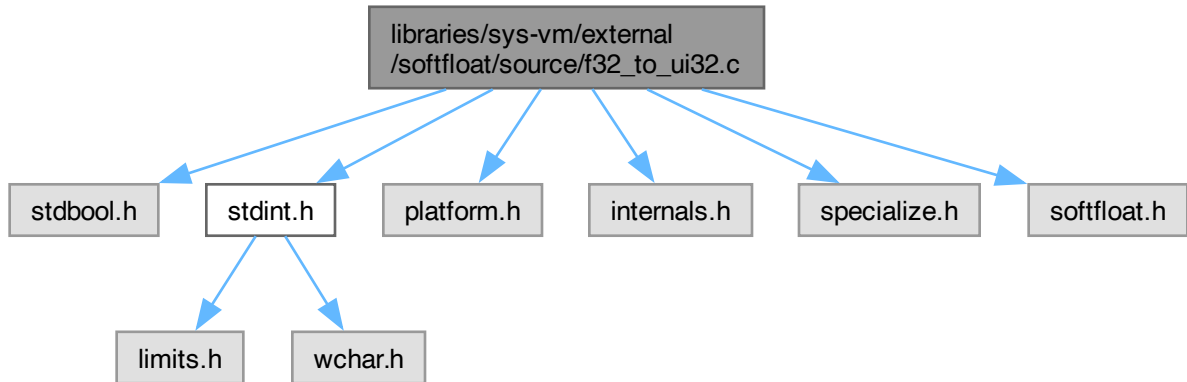 libraries/sys-vm/external
/softfloat/source/f32_to_ui32.c
stdbool.h
stdint.h
platform.h
internals.h
specialize.h
softfloat.h
limits.h
wchar.h